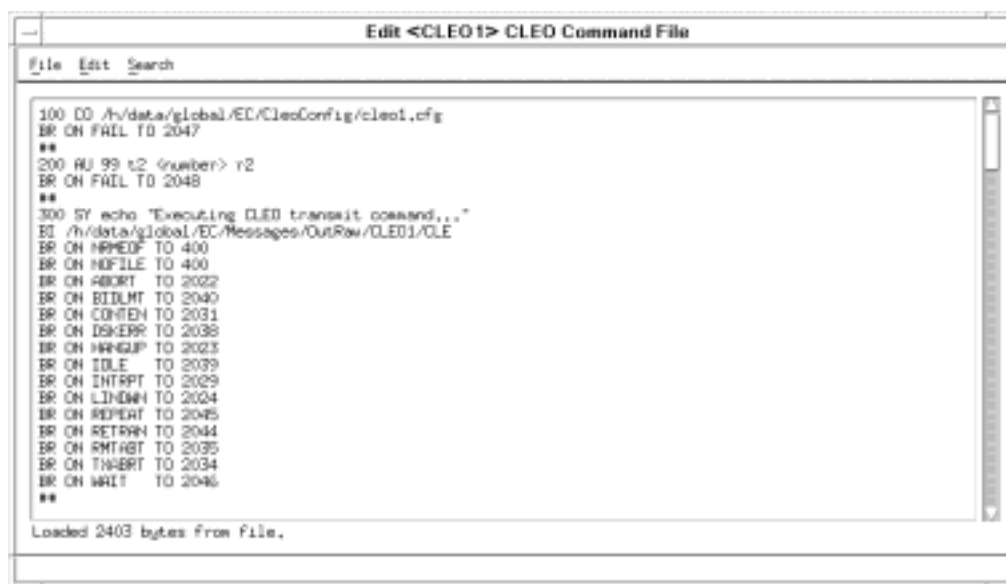 Edit <CLEO1> CLEO Command File
File Edit Search
100 CO /h/data/global/EC/CleoConfig/cleo1.cfg
BR ON FAIL TO 2047
**
200 AU 99 t2 <number> r2
BR ON FAIL TO 2048
**
300 SY echo "Executing CLEO transmit command..."
BI /h/data/global/EC/Messages/OutRaw/CLEO1/CLE
BR ON NRMEOF TO 400
BR ON NOFILE TO 400
BR ON ABORT  TO 2022
BR ON BIDLMT TO 2040
BR ON CONTEN TO 2031
BR ON DSKERR TO 2038
BR ON HANGUP TO 2023
BR ON IDLE   TO 2039
BR ON INTRPT TO 2029
BR ON LINDWN TO 2024
BR ON REPEAT TO 2045
BR ON RETRAN TO 2044
BR ON RMTABT TO 2035
BR ON TXABRT TO 2034
BR ON WAIT   TO 2046
**
Loaded 2403 bytes from file.